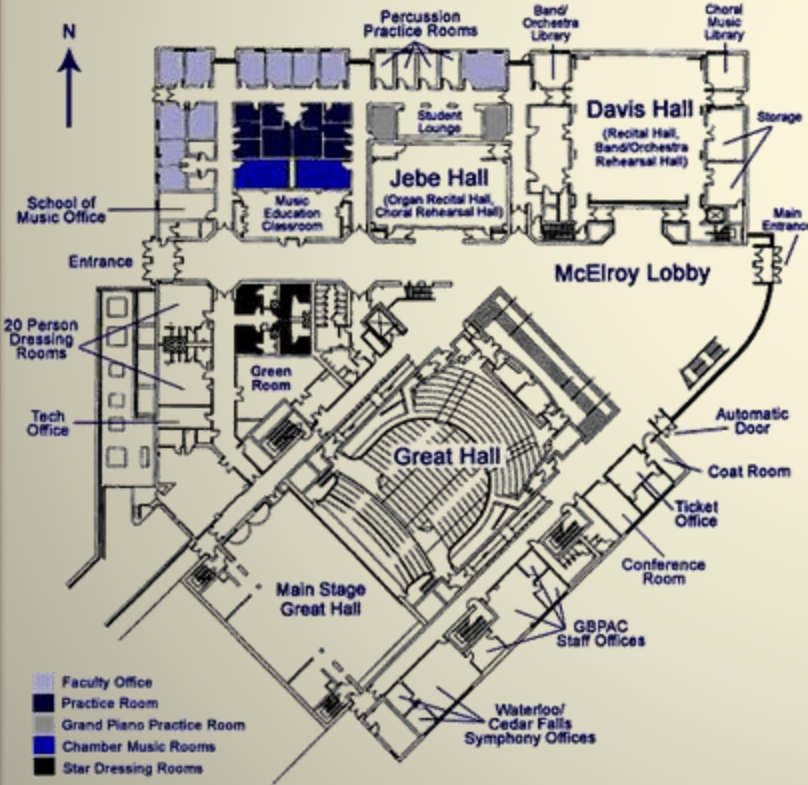 N
Percussion
Practice Rooms
Band/
Orchestra
Library
Choral
Music
Library
Student
Lounge
Davis Hall
(Recital Hall,
Band/Orchestra
Rehearsal Hall)
Storage
Jebe Hall
(Organ Recital Hall,
Choral Rehearsal Hall)
School of
Music Office
Music
Education
Classroom
Main
Entrance
Entrance
McElroy Lobby
20 Person
Dressing
Rooms
Green
Room
Tech
Office
Great Hall
Automatic
Door
Coat Room
Ticket
Office
Conference
Room
Main Stage
Great Hall
GBPAC
Staff Offices
Waterloo/
Cedar Falls
Symphony Offices
Faculty Office
Practice Room
Grand Piano Practice Room
Chamber Music Rooms
Star Dressing Rooms